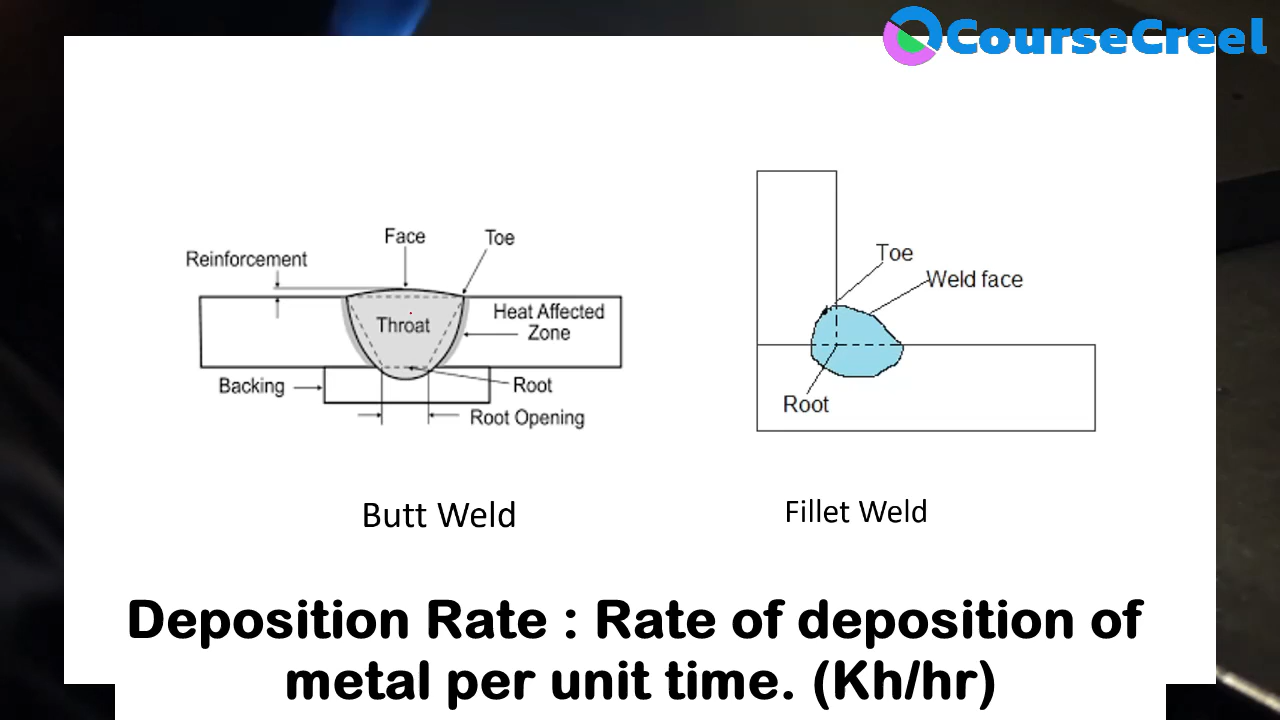 CourseCreel
Face
Toe
Reinforcement
Throat
Heat Affected
Zone
Backing
Root
Root Opening
Butt Weld
Toe
Weld face
Root
Fillet Weld
Deposition Rate : Rate of deposition of
metal per unit time. (Kh/hr)